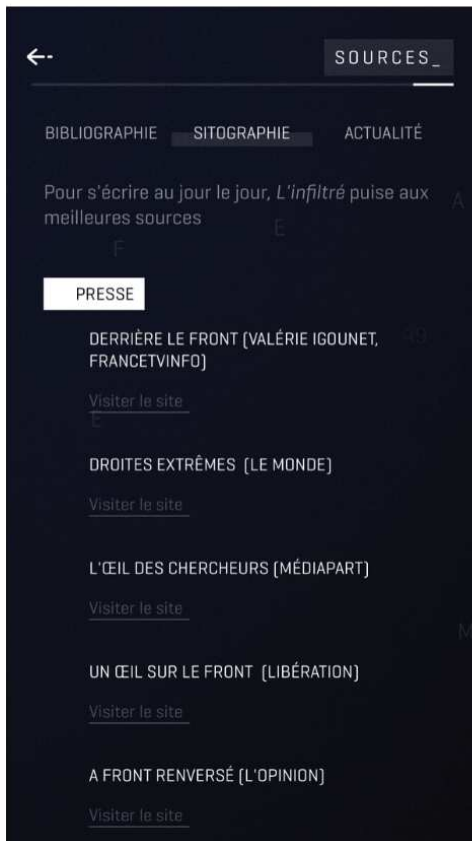 SOURCES_
BIBLIOGRAPHIE SITOGRAPHIE ACTUALITÉ
Pour s'écrire au jour le jour, L'infiltré puise aux
meilleures sources
A
E
F
PRESSE
DERRIÈRE LE FRONT (VALÉRIE IGOUNET,
FRANCETVINFO)
Visiter le site
E
DROITES EXTRÊMES (LE MONDE)
Visiter le site
L'ŒIL DES CHERCHEURS (MÉDIAPART)
Visiter le site
M
UN ŒIL SUR LE FRONT (LIBÉRATION)
Visiter le site
A FRONT RENVERSÉ (L'OPINION)
Visiter le site